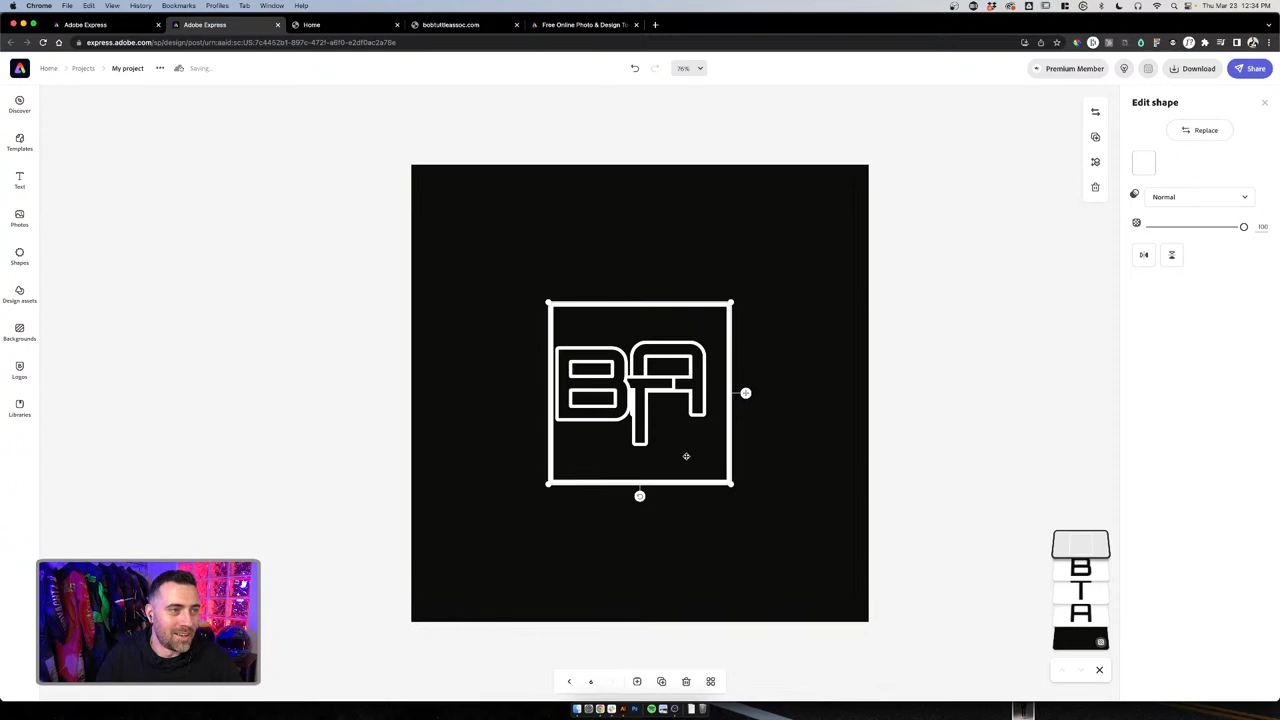 Chrome File Edit View History Bookmarks Profiles Tab Window Help
Thu Mar 23 12:34 PM
Adobe Express
Adobe Express
Home
bobtuttleassoc.com
Free Online Photo & Design To
express.adobe.com/sp/design/post/urn:aaid:sc:US:7c4452b1-897c-472f-a6f0-e2df0ac2a78e
Home
Projects
My project
Saving...
76%
Premium Member
Download
Share
Discover
Templates
Text
Photos
Shapes
Design assets
Backgrounds
Logos
Libraries
Edit shape
Replace
Normal
100
B
T
A
B
T
A
6